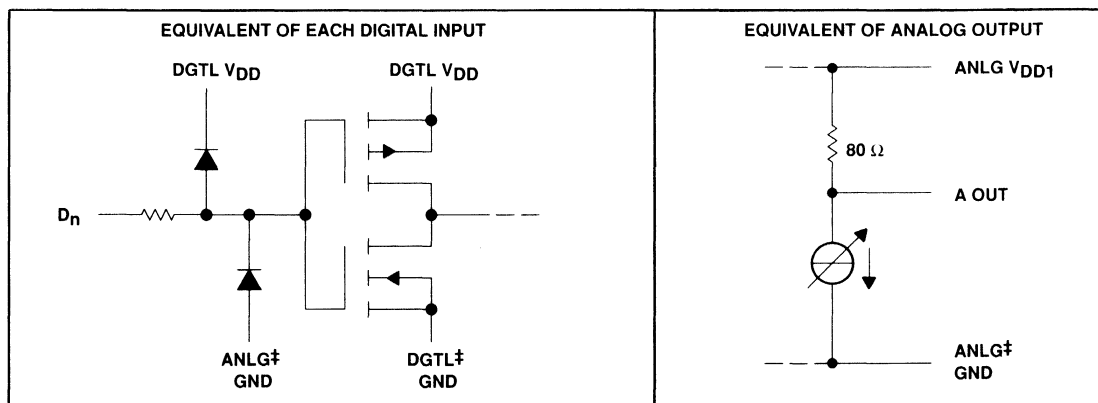 EQUIVALENT OF EACH DIGITAL INPUT
DGTL VDD
DGTL VDD
Dn
ANLG‡
GND
DGTL‡
GND
EQUIVALENT OF ANALOG OUTPUT
ANLG VDD1
80 Ω
A OUT
ANLG‡
GND